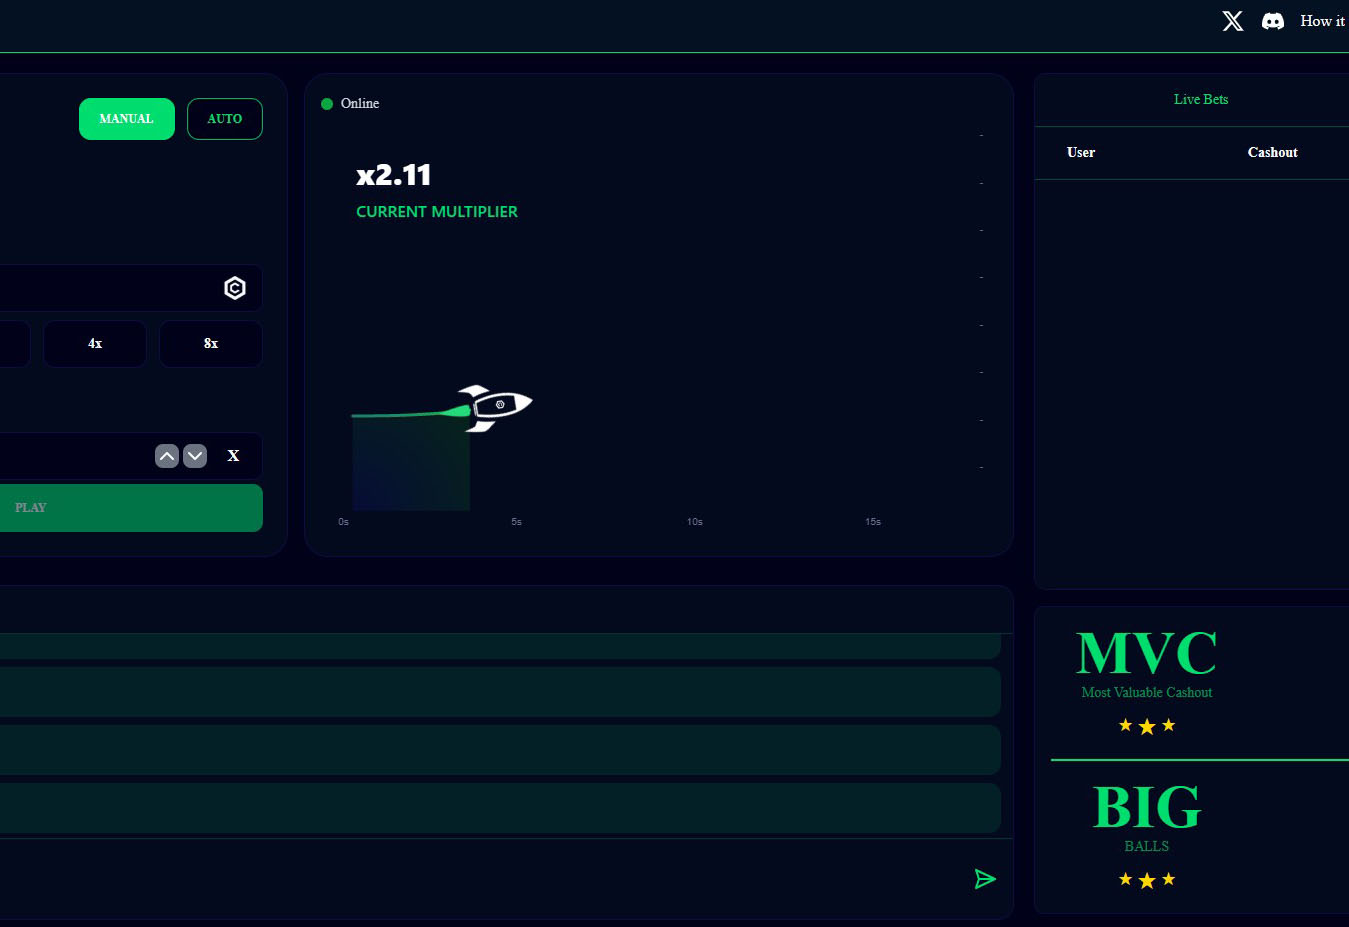 How it
MANUAL
AUTO
4x
8x
X
PLAY
Online
x2.11
CURRENT MULTIPLIER
0s
5s
10s
15s
Live Bets
User
Cashout
MVC
Most Valuable Cashout
BIG
BALLS